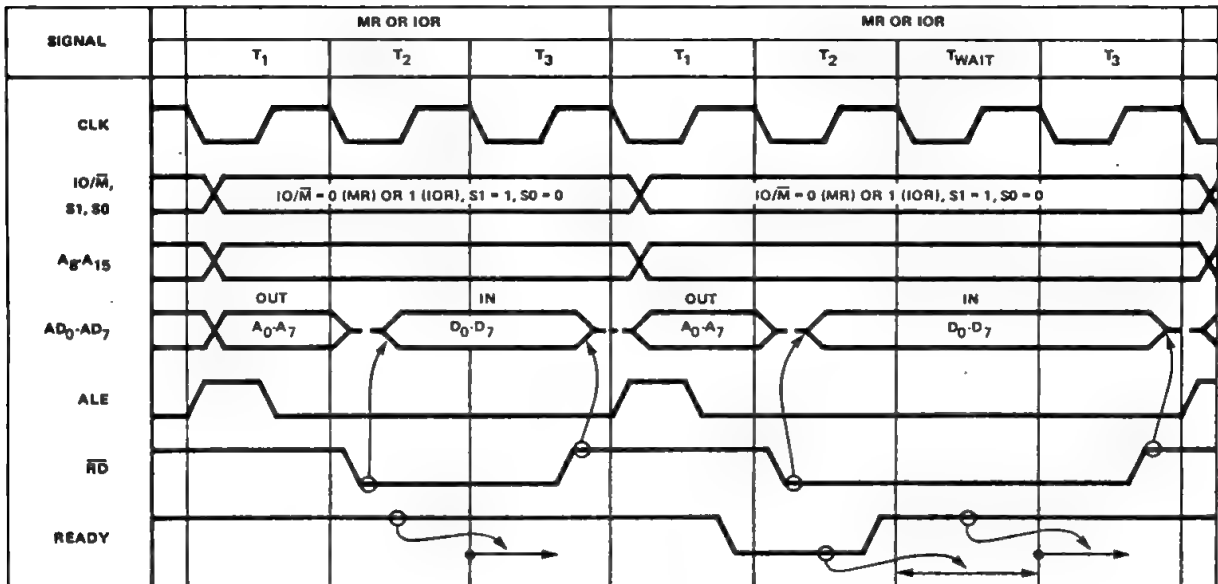 SIGNAL
MR OR IOR
MR OR IOR
T1 T2 T3 T1 T2 TWAIT T3
CLK
IO/M̅,
S1, S0
IO/M̅ = 0 (MR) OR 1 (IOR), S1 = 1, S0 = 0
IO/M̅ = 0 (MR) OR 1 (IOR), S1 = 1, S0 = 0
A8-A15
OUT IN OUT IN
AD0-AD7
A0-A7 D0-D7 A0-A7 D0-D7
ALE
R̅D̅
READY